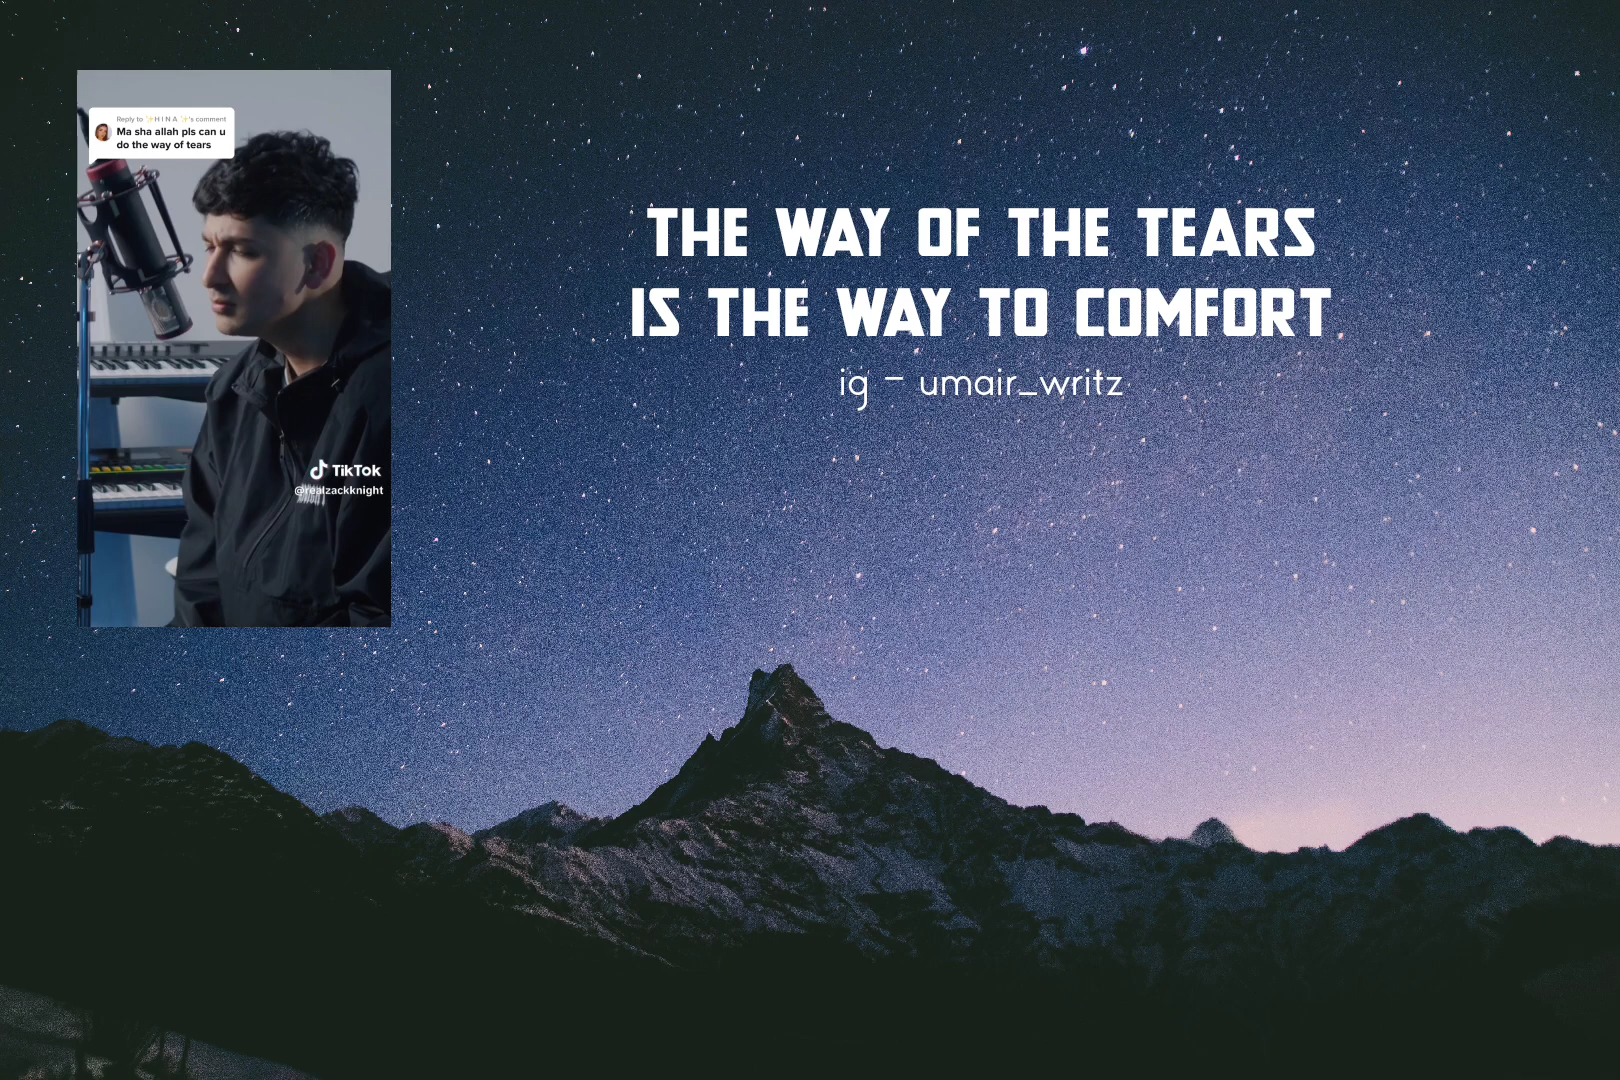 Reply to ✨H I N A ✨'s comment
Ma sha allah pls can u
do the way of tears
THE WAY OF THE TEARS
IS THE WAY TO COMFORT
ig - umair_writz
TikTok
@realzackknight